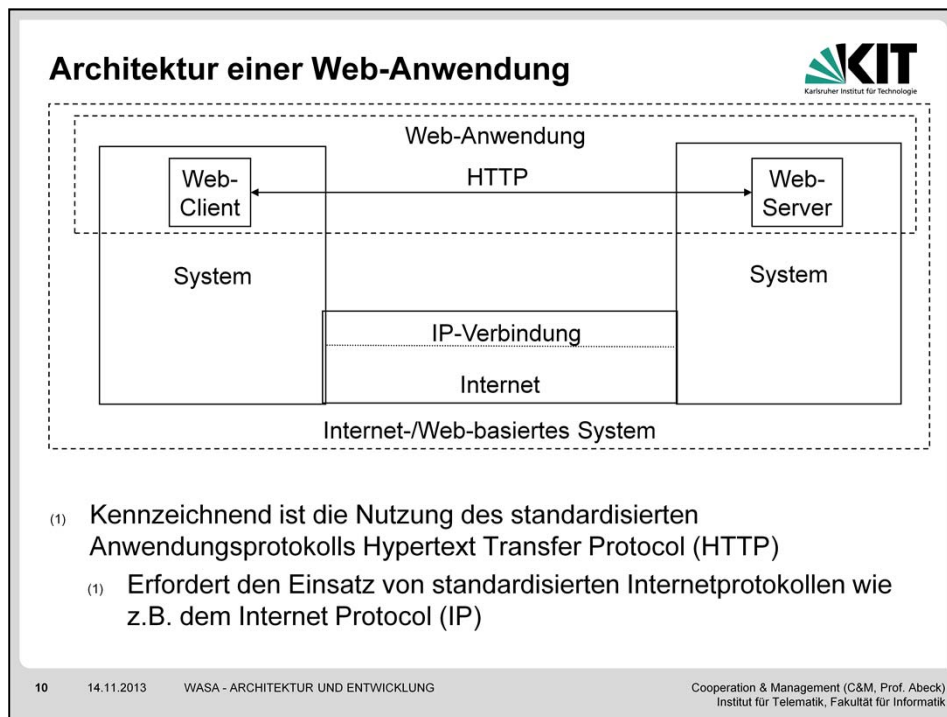 Architektur einer Web-Anwendung
KIT
Karlsruher Institut für Technologie
Web-Anwendung
Web-
Client
HTTP
Web-
Server
System
System
IP-Verbindung
Internet
Internet-/Web-basiertes System
(1) Kennzeichnend ist die Nutzung des standardisierten
Anwendungsprotokolls Hypertext Transfer Protocol (HTTP)
(1) Erfordert den Einsatz von standardisierten Internetprotokollen wie
z.B. dem Internet Protocol (IP)
10 14.11.2013 WASA - ARCHITEKTUR UND ENTWICKLUNG
Cooperation & Management (C&M, Prof. Abeck)
Institut für Telematik, Fakultät für Informatik